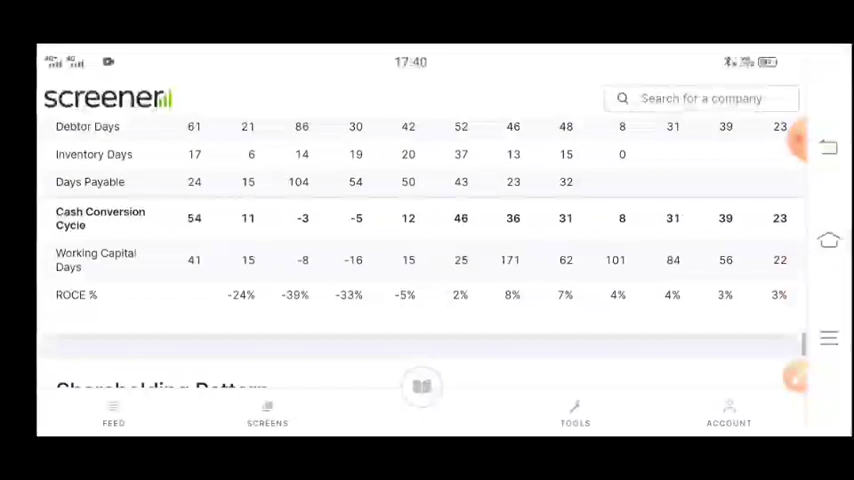 17:40
screener
Search for a company
Debtor Days 61 21 86 30 42 52 46 48 8 31 39 23
Inventory Days 17 6 14 19 20 37 13 15 0
Days Payable 24 15 104 54 50 43 23 32
Cash Conversion
Cycle 54 11 -3 -5 12 46 36 31 8 31 39 23
Working Capital
Days 41 15 -8 -16 15 25 171 62 101 84 56 22
ROCE % -24% -39% -33% -5% 2% 8% 7% 4% 4% 3% 3%
Shareholding Pattern
FEED SCREENS TOOLS ACCOUNT